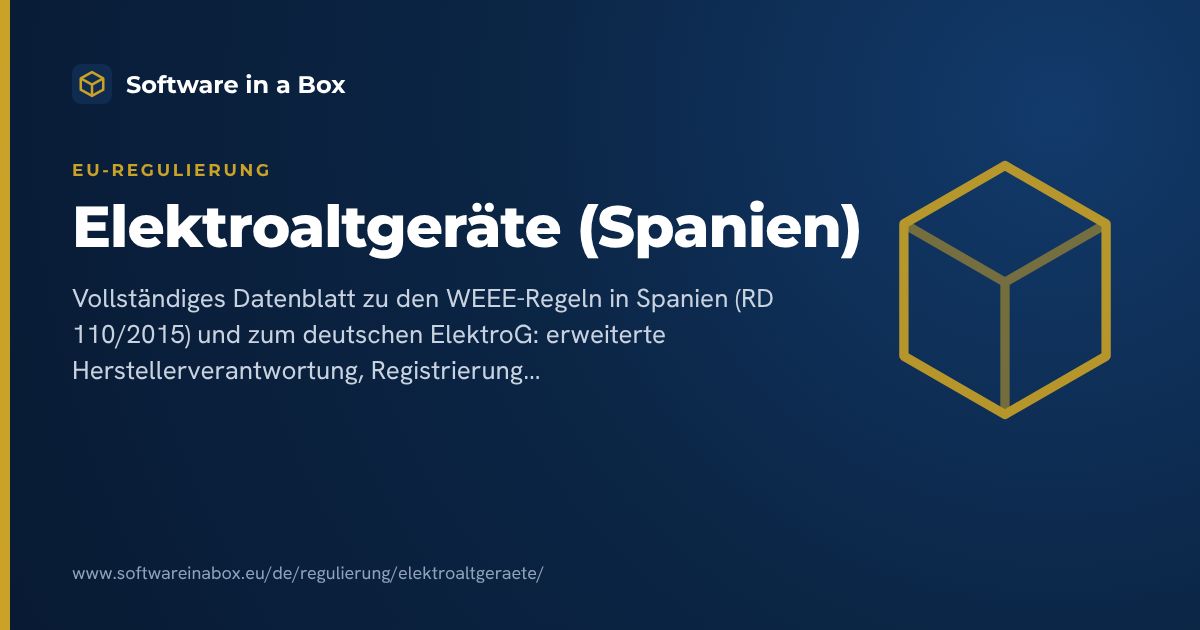 Software in a Box
EU-REGULIERUNG
Elektroaltgeräte (Spanien)
Vollständiges Datenblatt zu den WEEE-Regeln in Spanien (RD
110/2015) und zum deutschen ElektroG: erweiterte
Herstellerverantwortung, Registrierung...
www.softwareinabox.eu/de/regulierung/elektroaltgeraete/